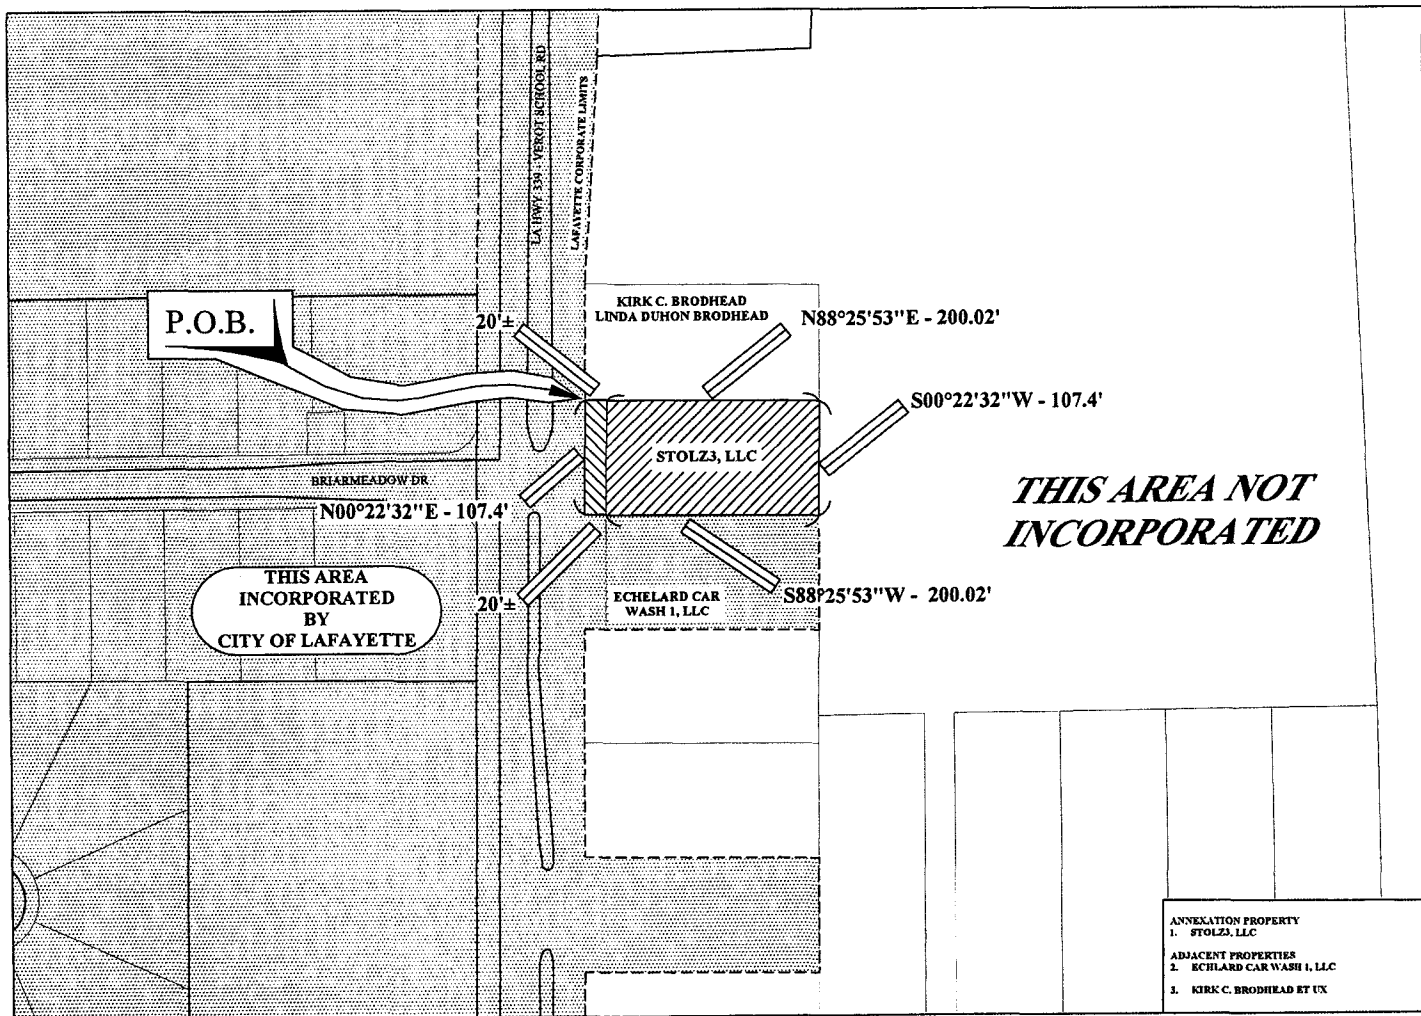 LA HWY 339 - VEROT SCHOOL RD
LAFAYETTE CORPORATE LIMITS
P.O.B.
20'±
KIRK C. BRODHEAD
LINDA DUHON BRODHEAD
N88°25'53"E - 200.02'
S00°22'32"W - 107.4'
STOLZ3, LLC
BRIARMEADOW DR
N00°22'32"E - 107.4'
THIS AREA NOT
INCORPORATED
THIS AREA
INCORPORATED
BY
CITY OF LAFAYETTE
20'±
ECHELARD CAR
WASH 1, LLC
S88°25'53"W - 200.02'
ANNEXATION PROPERTY
1. STOLZ3, LLC
ADJACENT PROPERTIES
2. ECHLARD CAR WASH 1, LLC
3. KIRK C. BRODHEAD ET UX